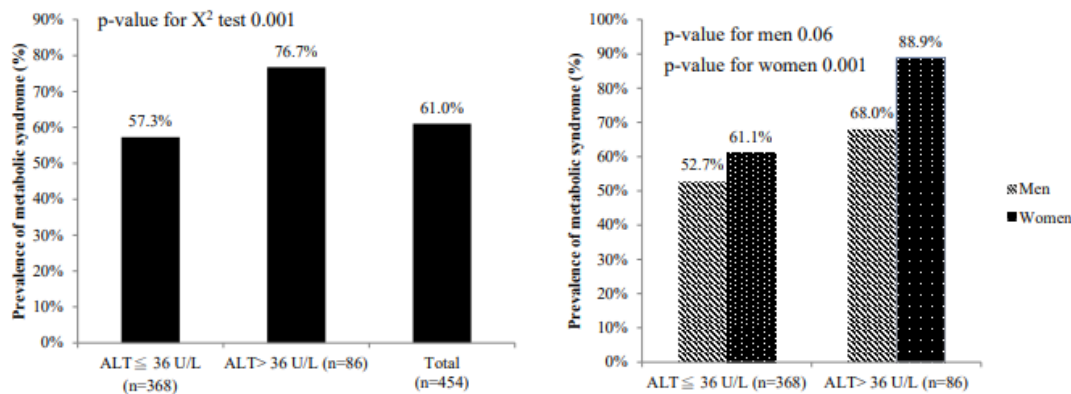 p-value for X² test 0.001
Prevalence of metabolic syndrome (%)
90%
80%
70%
60%
50%
40%
30%
20%
10%
0%
57.3%
76.7%
61.0%
ALT ≦ 36 U/L
(n=368)
ALT> 36 U/L (n=86)
Total
(n=454)
p-value for men 0.06
p-value for women 0.001
Prevalence of metabolic syndrome (%)
100%
90%
80%
70%
60%
50%
40%
30%
20%
10%
0%
52.7%
61.1%
68.0%
88.9%
ALT ≦ 36 U/L (n=368)
ALT> 36 U/L (n=86)
Men
Women